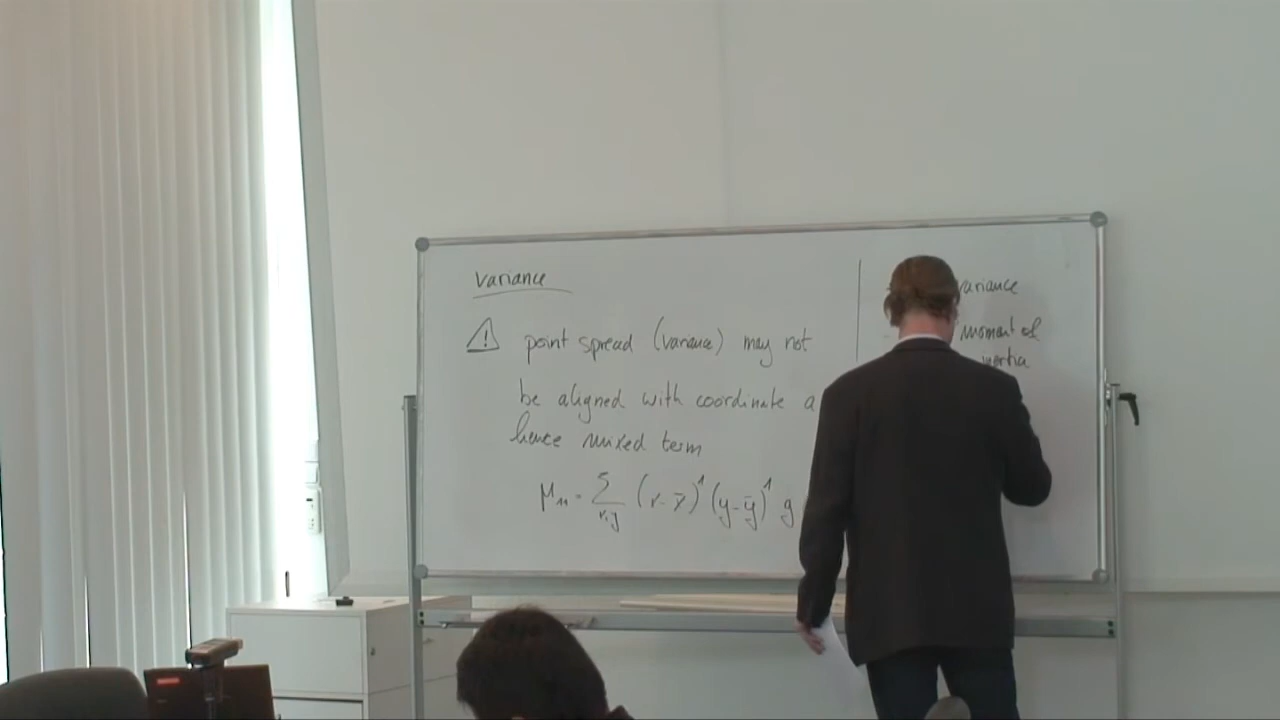 variance
⚠ point spread (variance) may not
be aligned with coordinate a
hence mixed term
μ₁₁ = Σ (x - x̄)¹ (y - ȳ)¹ g
x,y
variance
moment of
nertia